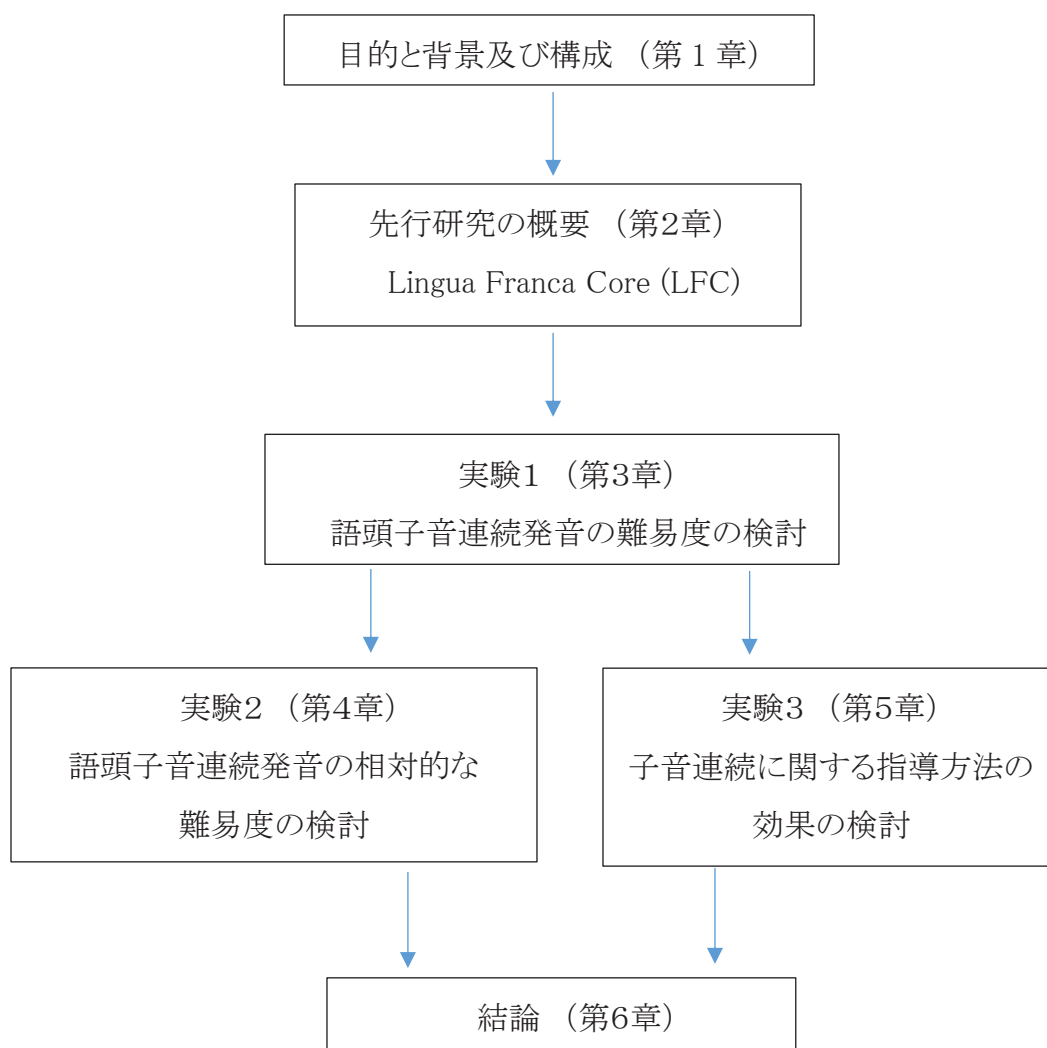 目的と背景及び構成 （第１章）
先行研究の概要 （第２章）
Lingua Franca Core (LFC)
実験１ （第３章）
語頭子音連続発音の難易度の検討
実験２ （第４章）
語頭子音連続発音の相対的な
難易度の検討
実験３ （第５章）
子音連続に関する指導方法の
効果の検討
結論 （第６章）